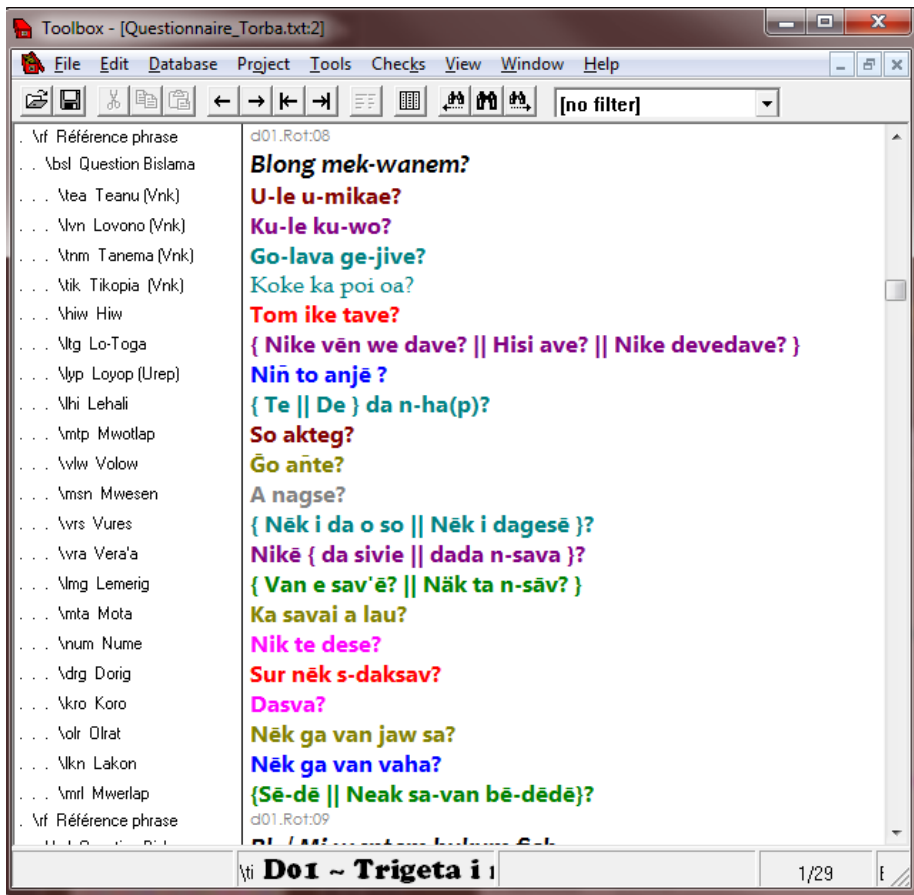 Toolbox - [Questionnaire_Torba.txt:2]
File Edit Database Project Tools Checks View Window Help
[no filter]
. \rf Référence phrase d01.Rot:08
. . \bsl Question Bislama Blong mek-wanem?
. . . \tea Teanu (Vnk) U-le u-mikae?
. . . \lvn Lovono (Vnk) Ku-le ku-wo?
. . . \tnm Tanema (Vnk) Go-lava ge-jive?
. . . \tik Tikopia (Vnk) Koke ka poi oa?
. . . \hiw Hiw Tom ike tave?
. . . \ltg Lo-Toga { Nike vēn we dave? || Hisi ave? || Nike devedave? }
. . . \lyp Loyop (Urep) Nin̄ to anjē ?
. . . \lhi Lehali { Te || De } da n-ha(p)?
. . . \mtp Mwotlap So akteg?
. . . \vlw Volow Ḡo an̄te?
. . . \msn Mwesen A nagse?
. . . \vrs Vures { Nēk i da o so || Nēk i dagesē }?
. . . \vra Vera'a Nikē { da sivie || dada n-sava }?
. . . \lmg Lemerig { Van e sav'ē? || Näk ta n-sāv? }
. . . \mta Mota Ka savai a lau?
. . . \num Nume Nik te dese?
. . . \drg Dorig Sur nēk s-daksav?
. . . \kro Koro Dasva?
. . . \olr Olrat Nēk ga van jaw sa?
. . . \lkn Lakon Nēk ga van vaha?
. . . \mrl Mwerlap {Sē-dē || Neak sa-van bē-dēdē}?
. \rf Référence phrase d01.Rot:09
\ti D01 ~ Trigeta i
1/29